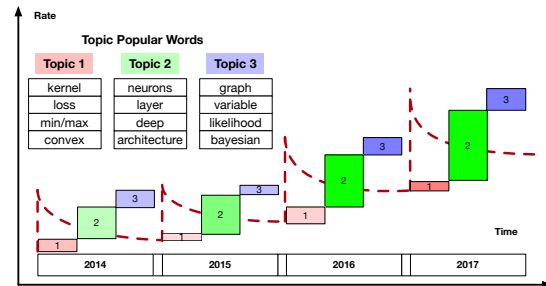 Rate
Topic Popular Words
Topic 1 Topic 2 Topic 3
kernel neurons graph
loss layer variable
min/max deep likelihood
convex architecture bayesian
3
2
1
3
2
1
3
2
1
3
2
1
Time
2014 2015 2016 2017